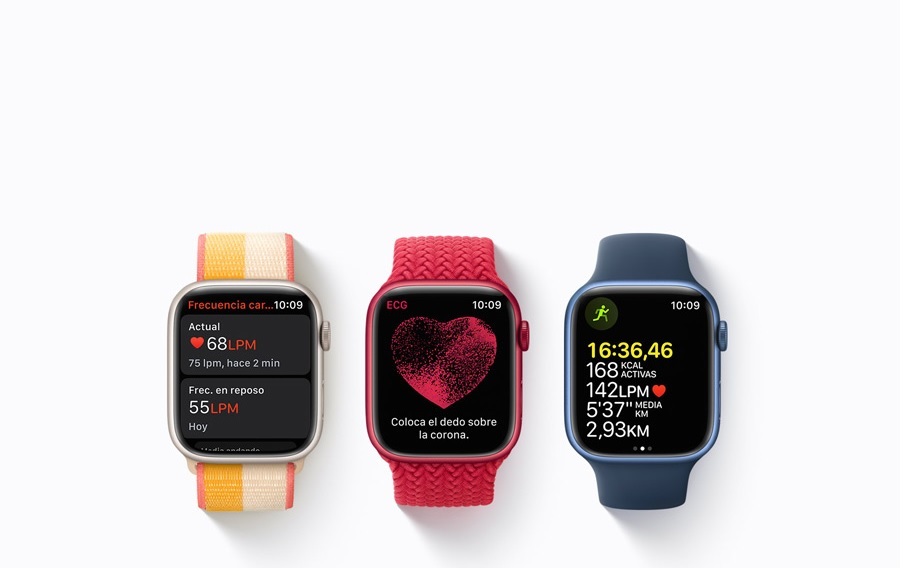 Frecuencia car...10:09
Actual
68LPM
75 lpm, hace 2 min
Frec. en reposo
55LPM
Hoy
ECG 10:09
Coloca el dedo sobre
la corona.
10:09
16:36,46
168 KCAL
ACTIVAS
142LPM
5'37" MEDIA
KM
2,93KM